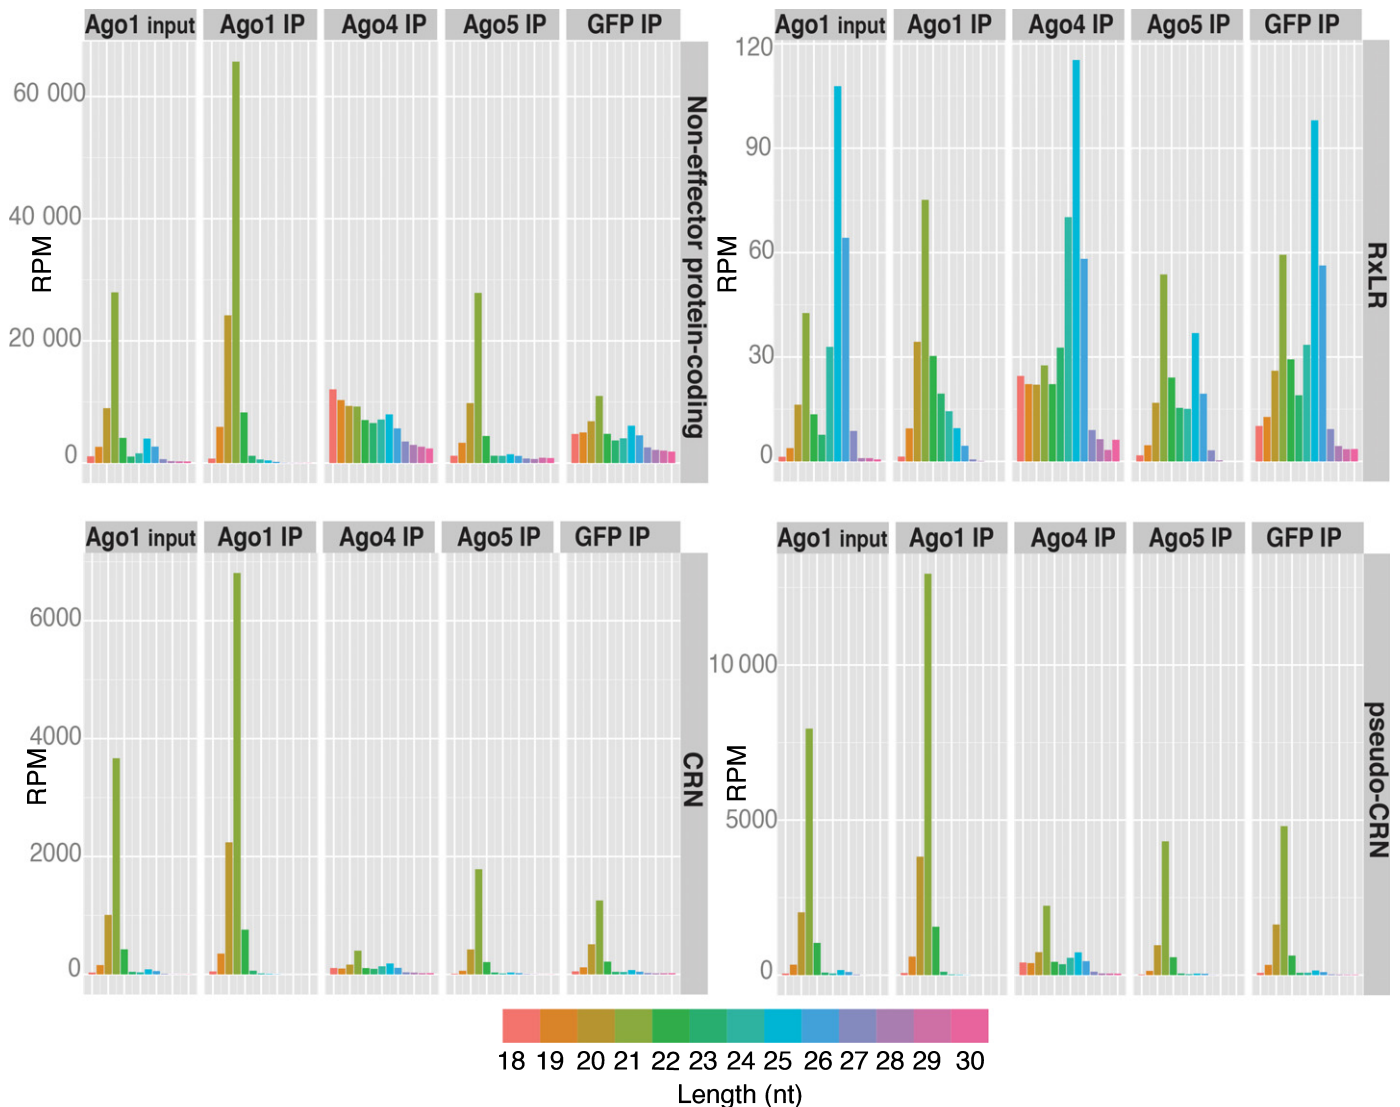 Ago1 input Ago1 IP Ago4 IP Ago5 IP GFP IP
60 000
40 000
20 000
0
RPM
Non-effector protein-coding
Ago1 input Ago1 IP Ago4 IP Ago5 IP GFP IP
120
90
60
30
0
RPM
RxLR
Ago1 input Ago1 IP Ago4 IP Ago5 IP GFP IP
6000
4000
2000
0
RPM
CRN
Ago1 input Ago1 IP Ago4 IP Ago5 IP GFP IP
10 000
5000
0
RPM
pseudo-CRN
18 19 20 21 22 23 24 25 26 27 28 29 30
Length (nt)